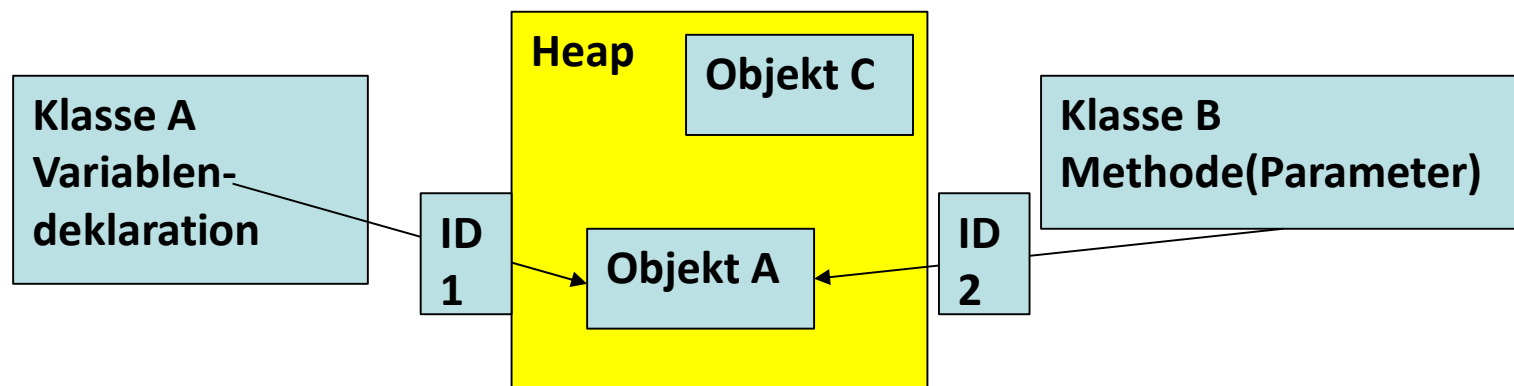 Klasse A
Variablen-
deklaration
ID
1
Heap
Objekt C
Objekt A
ID
2
Klasse B
Methode(Parameter)